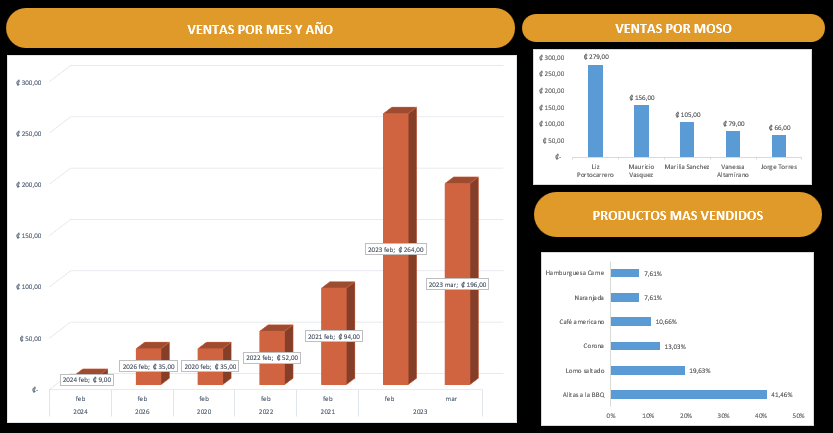 VENTAS POR MES Y AÑO
₡ 300,00
₡ 250,00
₡ 200,00
₡ 150,00
₡ 100,00
₡ 50,00
₡-
2024 feb; ₡ 9,00
2026 feb; ₡ 35,00
2020 feb; ₡ 35,00
2022 feb; ₡ 52,00
2021 feb; ₡ 94,00
2023 feb; ₡ 264,00
2023 mar; ₡ 196,00
feb feb feb feb feb feb mar
2024 2026 2020 2022 2021 2023
VENTAS POR MOSO
₡ 300,00
₡ 250,00
₡ 200,00
₡ 150,00
₡ 100,00
₡ 50,00
₡-
₡ 279,00
₡ 156,00
₡ 105,00
₡ 79,00
₡ 66,00
Liz
Portocarrero
Mauricio
Vasquez
Marilia Sanchez
Vanessa
Altamirano
Jorge Torres
PRODUCTOS MAS VENDIDOS
Hamburguesa Carne 7,61%
Naranjada 7,61%
Café americano 10,66%
Corona 13,03%
Lomo saltado 19,63%
Alitas a la BBQ 41,46%
0% 10% 20% 30% 40% 50%